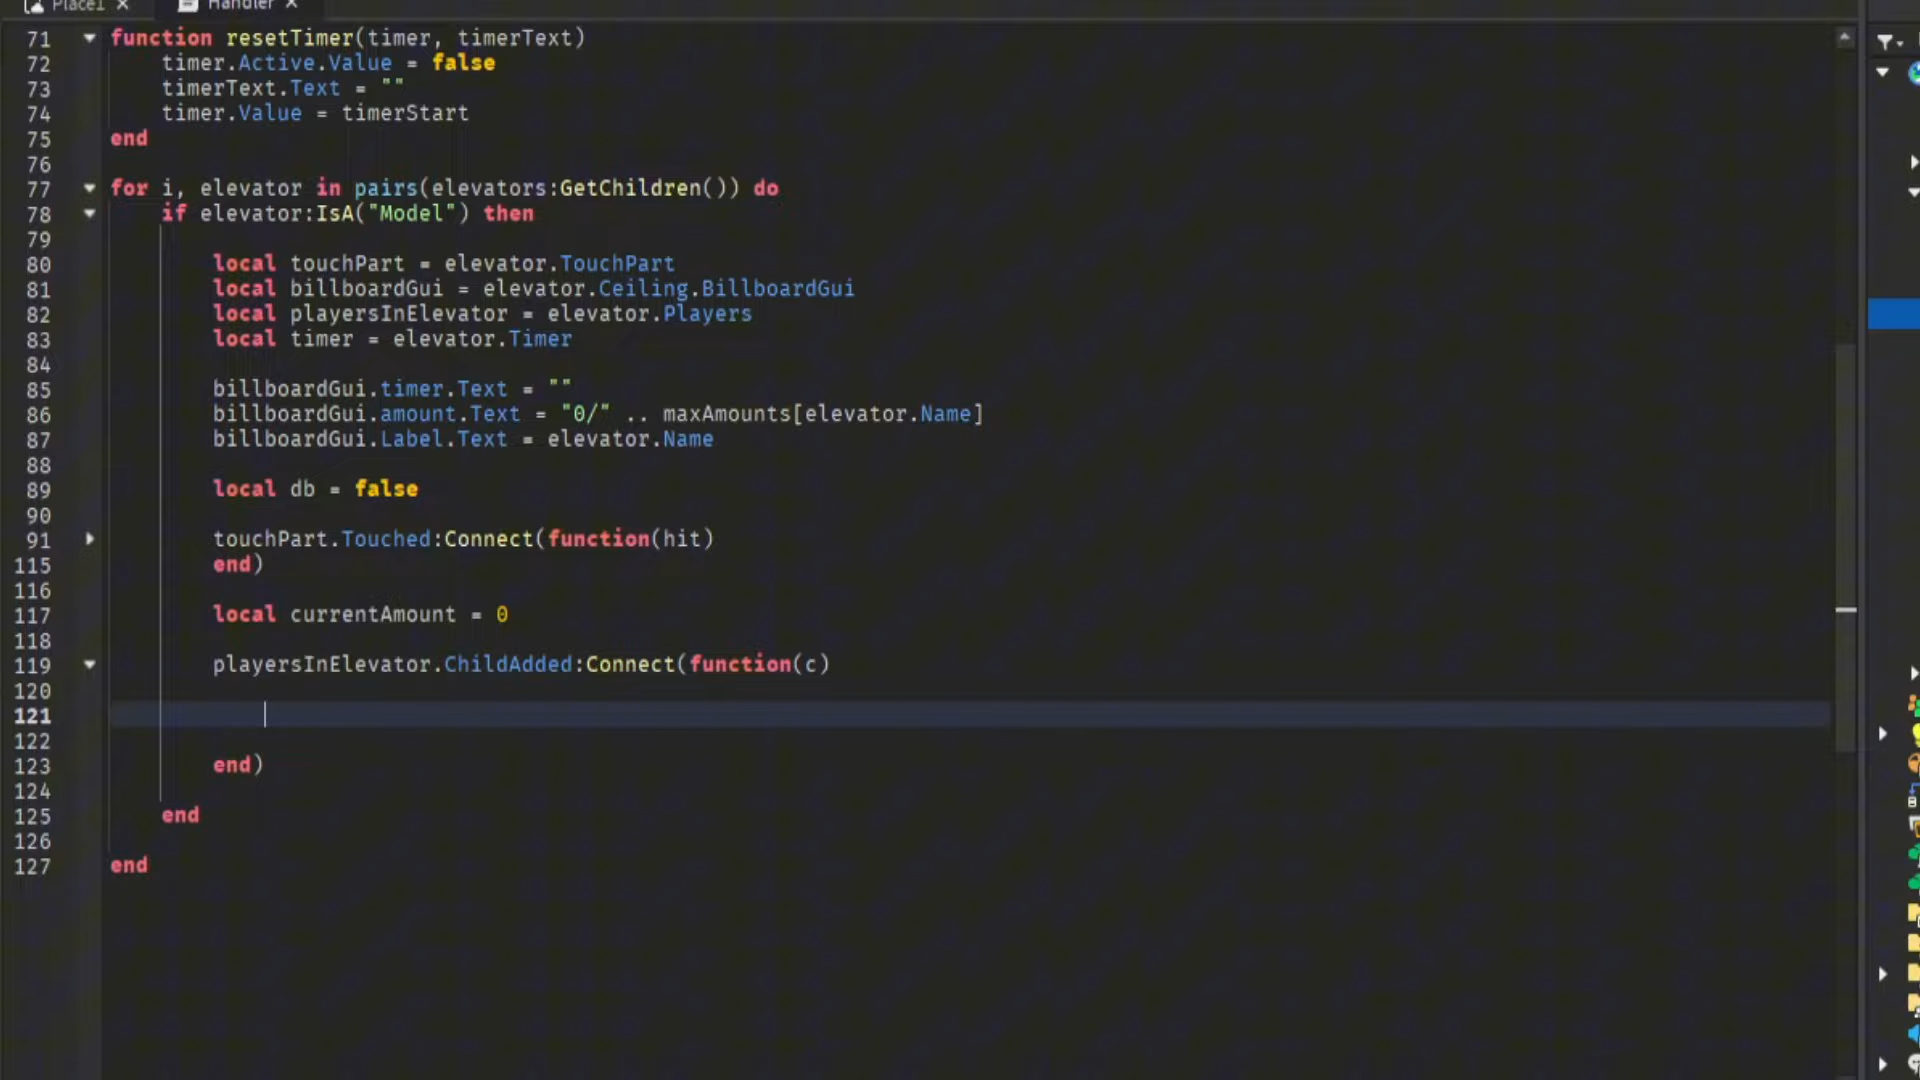 Place1 ×
Handler ×
71 function resetTimer(timer, timerText)
72 timer.Active.Value = false
73 timerText.Text = ""
74 timer.Value = timerStart
75 end
76
77 for i, elevator in pairs(elevators:GetChildren()) do
78 if elevator:IsA("Model") then
79
80 local touchPart = elevator.TouchPart
81 local billboardGui = elevator.Ceiling.BillboardGui
82 local playersInElevator = elevator.Players
83 local timer = elevator.Timer
84
85 billboardGui.timer.Text = ""
86 billboardGui.amount.Text = "0/" .. maxAmounts[elevator.Name]
87 billboardGui.Label.Text = elevator.Name
88
89 local db = false
90
91 touchPart.Touched:Connect(function(hit)
115 end)
116
117 local currentAmount = 0
118
119 playersInElevator.ChildAdded:Connect(function(c)
120
121
122
123 end)
124
125 end
126
127 end